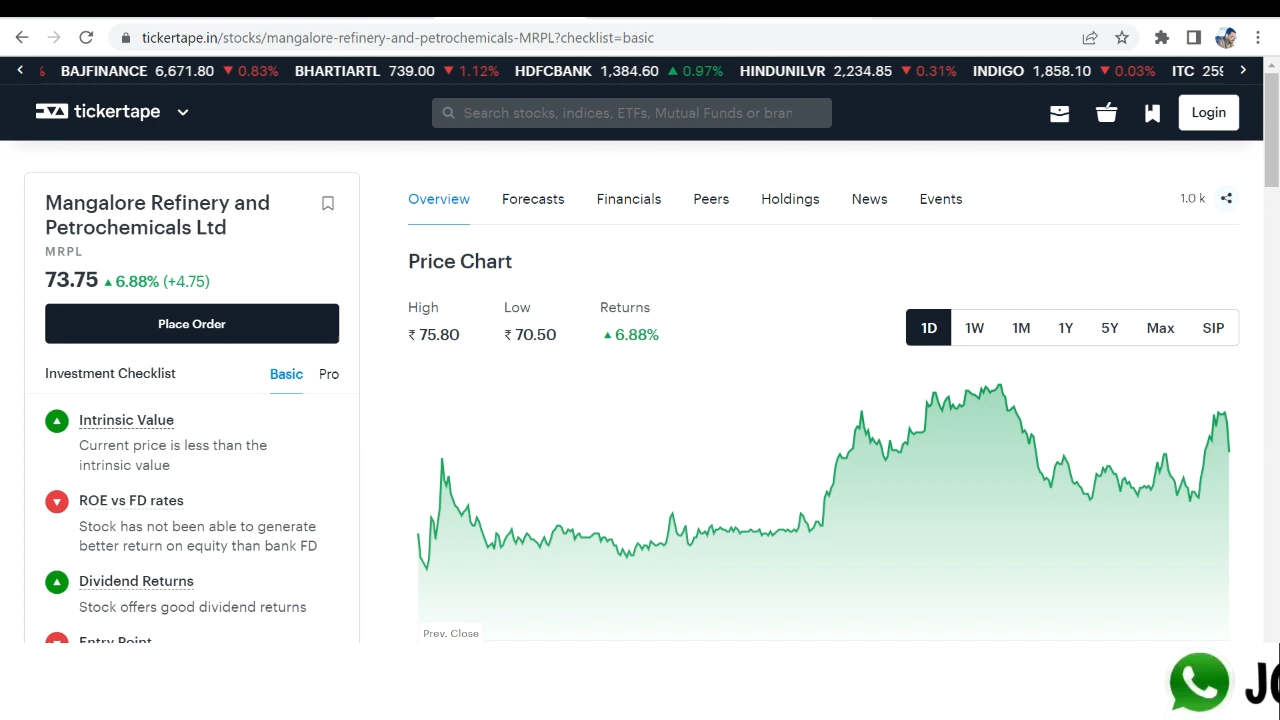 tickertape.in/stocks/mangalore-refinery-and-petrochemicals-MRPL?checklist=basic
% BAJFINANCE 6,671.80 ▼ 0.83% BHARTIARTL 739.00 ▼ 1.12% HDFCBANK 1,384.60 ▲ 0.97% HINDUNILVR 2,234.85 ▼ 0.31% INDIGO 1,858.10 ▼ 0.03% ITC 259
tickertape
Search stocks, indices, ETFs, Mutual Funds or bran
Login
Mangalore Refinery and
Petrochemicals Ltd
MRPL
73.75 ▲ 6.88% (+4.75)
Place Order
Investment Checklist Basic Pro
Intrinsic Value
Current price is less than the
intrinsic value
ROE vs FD rates
Stock has not been able to generate
better return on equity than bank FD
Dividend Returns
Stock offers good dividend returns
Entry Point
Overview Forecasts Financials Peers Holdings News Events 1.0 k
Price Chart
High Low Returns
₹ 75.80 ₹ 70.50 ▲ 6.88%
1D 1W 1M 1Y 5Y Max SIP
Prev. Close